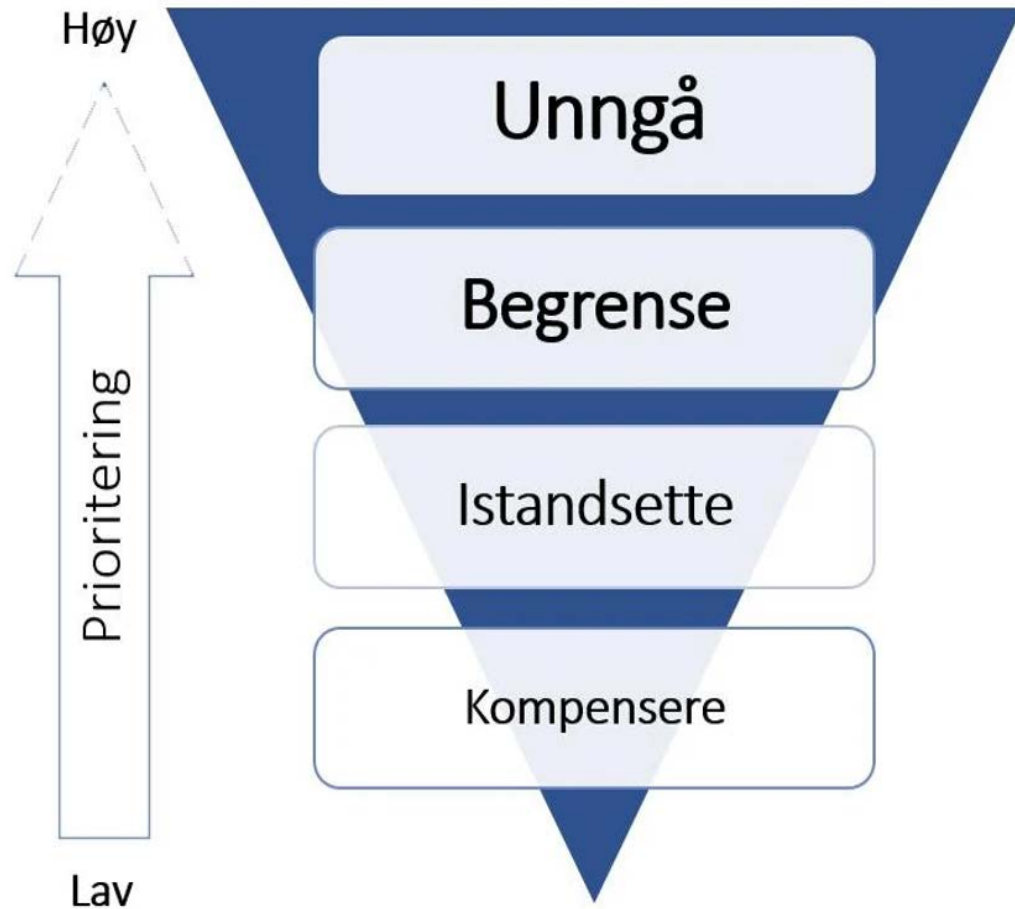 Høy
Unngå
Begrense
Istandsette
Kompensere
Prioritering
Lav